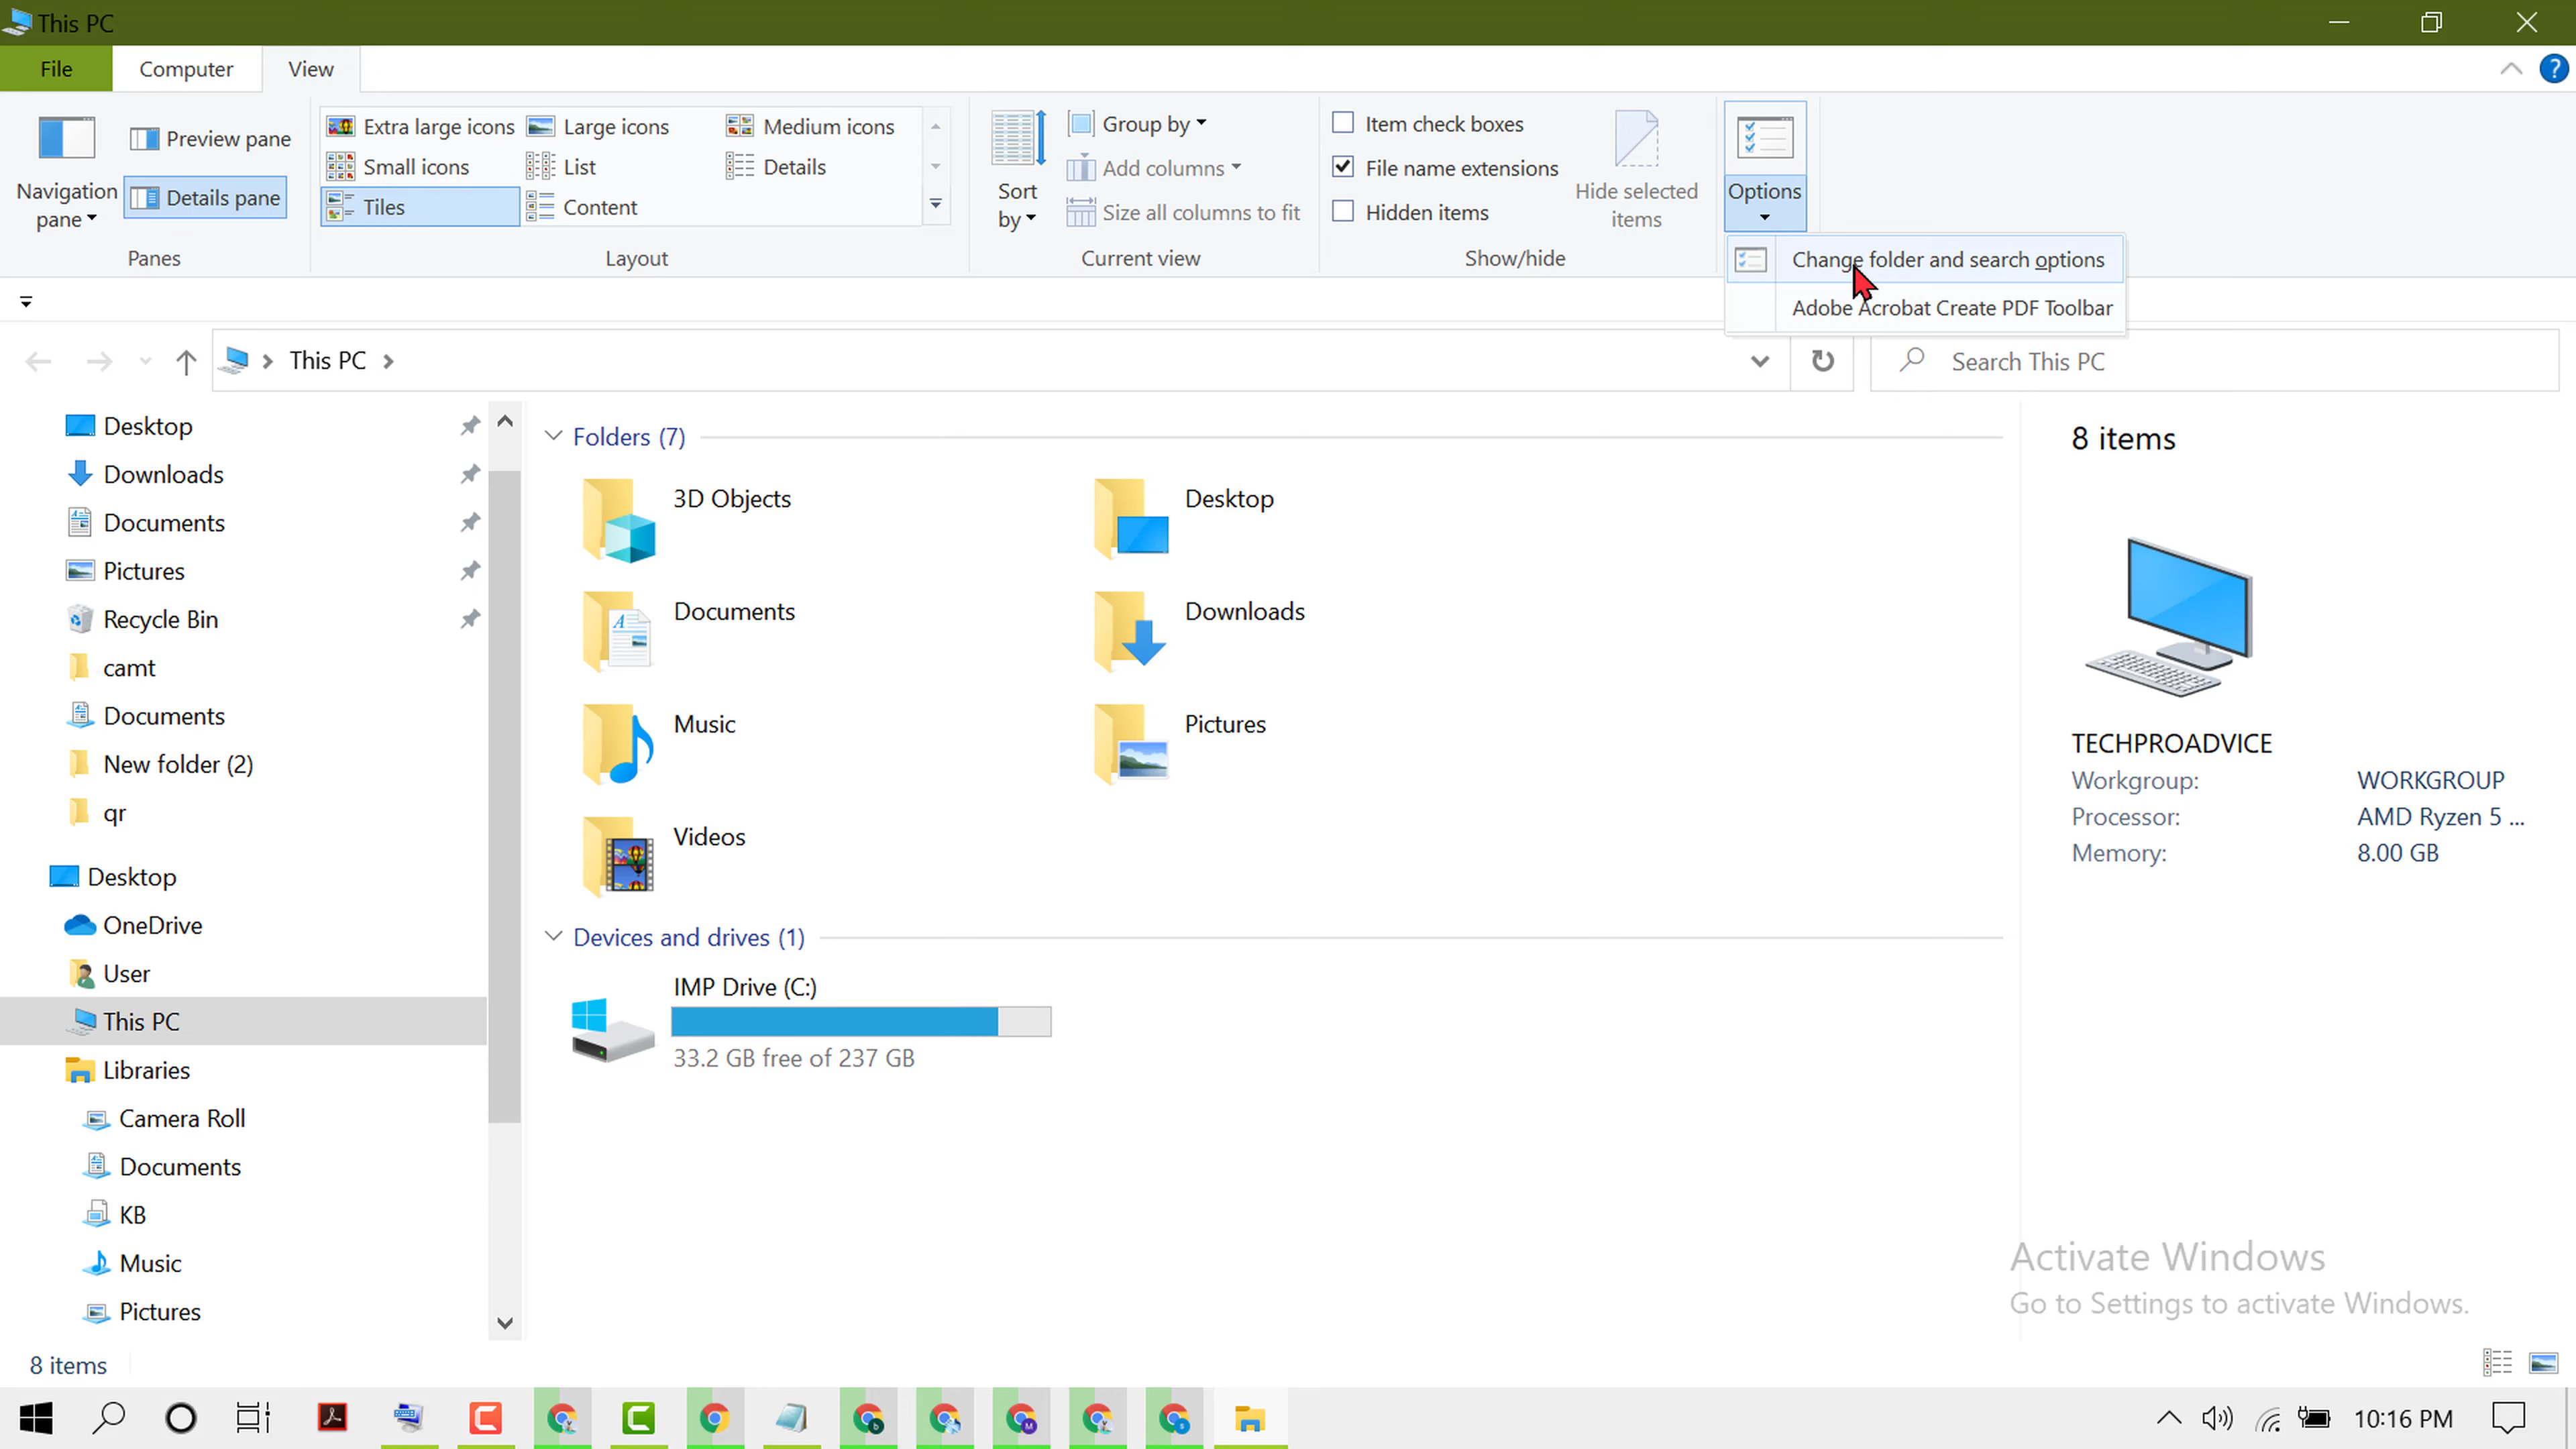 This PC
File Computer View
Navigation pane
Preview pane
Details pane
Panes
Extra large icons Large icons Medium icons
Small icons List Details
Tiles Content
Layout
Sort by
Group by
Add columns
Size all columns to fit
Current view
Item check boxes
File name extensions
Hidden items
Hide selected items
Show/hide
Options
Change folder and search options
Adobe Acrobat Create PDF Toolbar
This PC
Search This PC
Desktop
Downloads
Documents
Pictures
Recycle Bin
camt
Documents
New folder (2)
qr
Desktop
OneDrive
User
This PC
Libraries
Camera Roll
Documents
KB
Music
Pictures
Folders (7)
3D Objects
Desktop
Documents
Downloads
Music
Pictures
Videos
Devices and drives (1)
IMP Drive (C:)
33.2 GB free of 237 GB
8 items
TECHPROADVICE
Workgroup: WORKGROUP
Processor: AMD Ryzen 5 ...
Memory: 8.00 GB
Activate Windows
Go to Settings to activate Windows.
8 items
10:16 PM